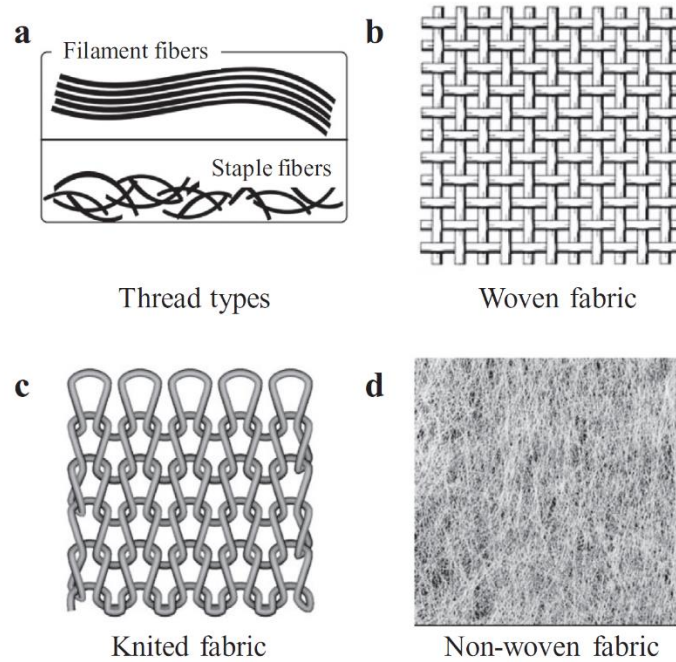 a
Filament fibers
Staple fibers
Thread types
b
Woven fabric
c
Knited fabric
d
Non-woven fabric